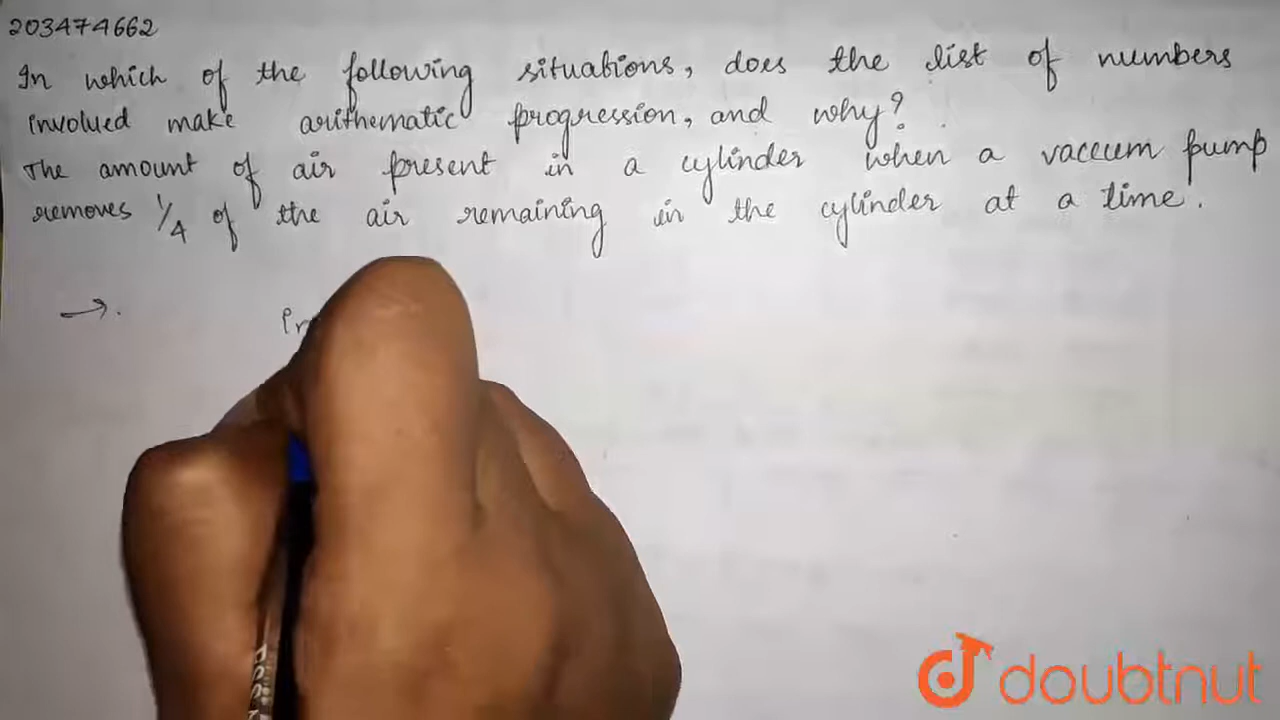 203474662
In which of the following situations, does the list of numbers
involved make arithematic progression, and why?
The amount of air present in a cylinder when a vaccum pump
removes 1/4 of the air remaining in the cylinder at a time.
→.
doubtnut